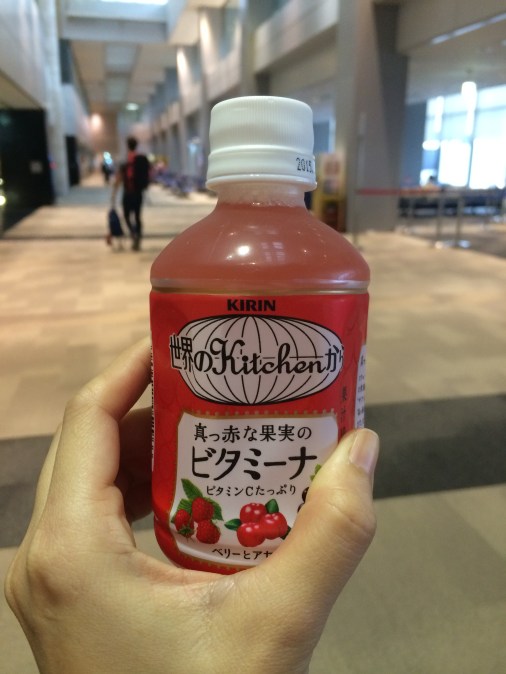 2015.
KIRIN
世界のKitchenから
真っ赤な果実の
ビタミーナ
ビタミンCたっぷり
ベリーとアセ